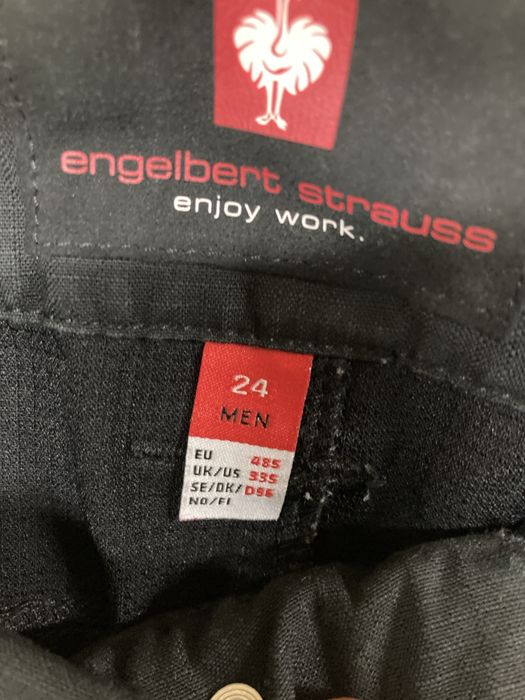 engelbert strauss
enjoy work.
24
MEN
EU 48S
UK/US 33S
SE/DK/ D96
NO/FI